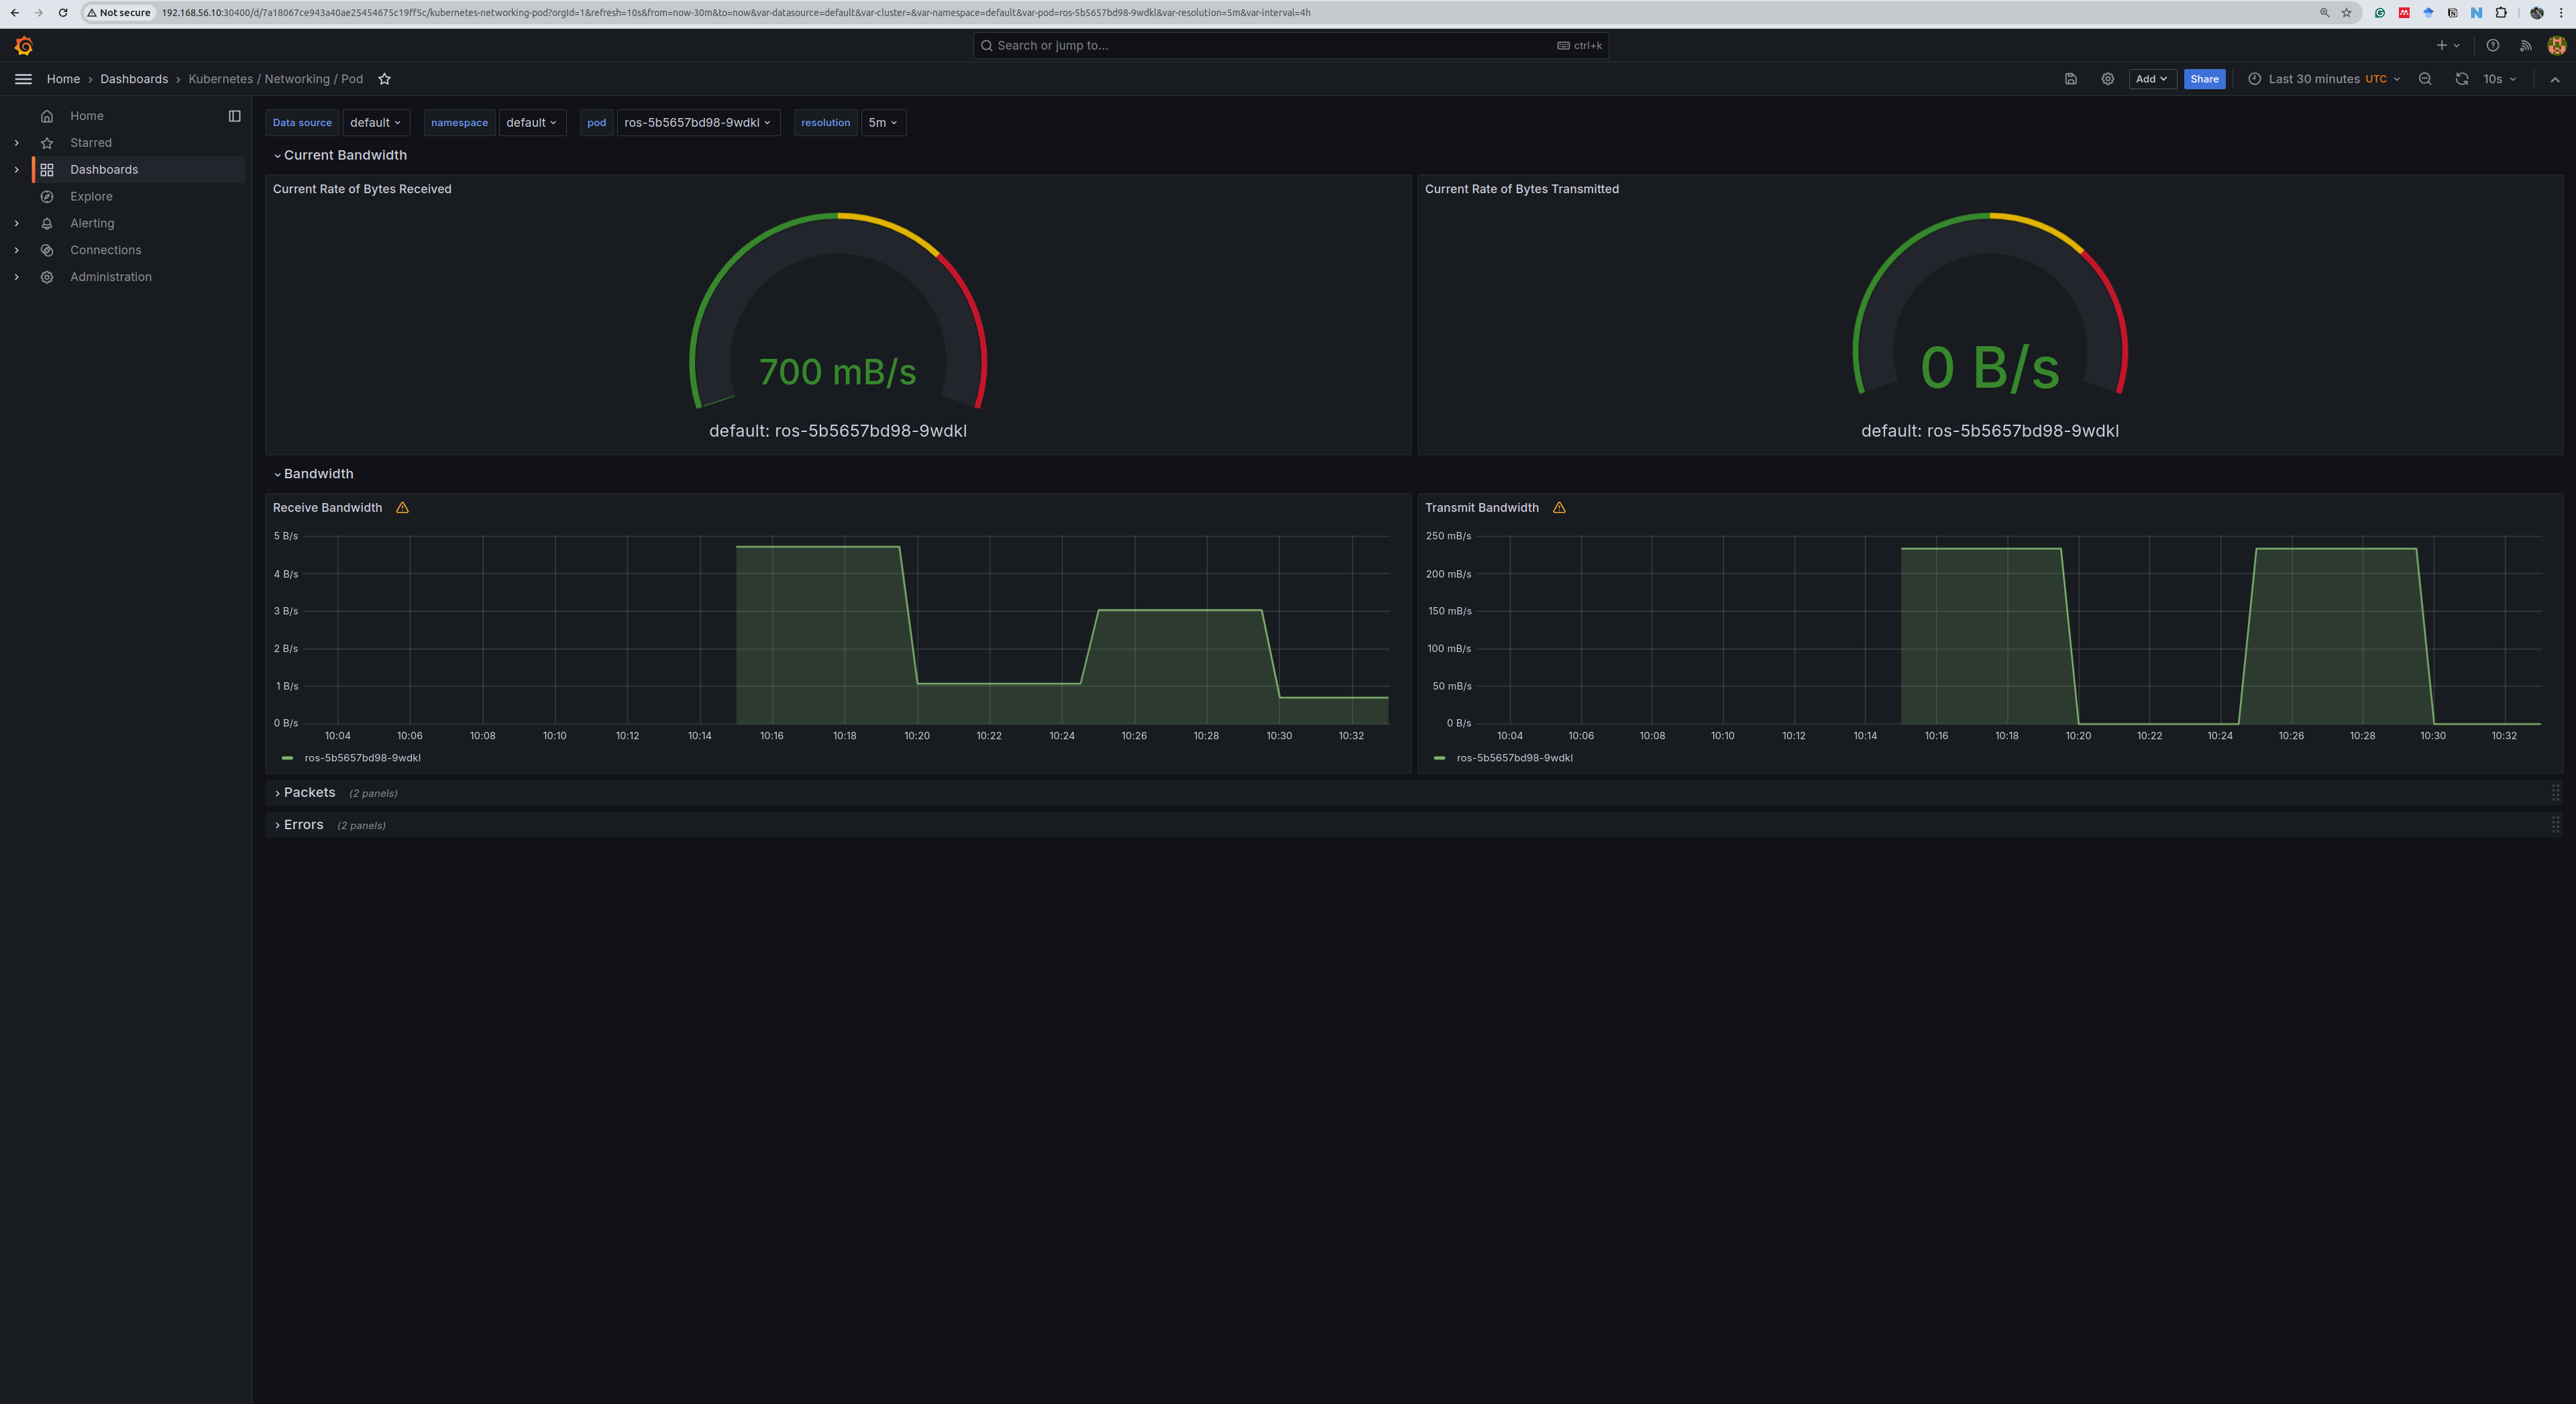 Not secure 192.168.56.10:30400/d/7a18067ce943a40ae25454675c19ff5c/kubernetes-networking-pod?orgId=1&refresh=10s&from=now-30m&to=now&var-datasource=default&var-cluster=&var-namespace=default&var-pod=ros-5b5657bd98-9wdkl&var-resolution=5m&var-interval=4h
Search or jump to... ctrl+k
Home Dashboards Kubernetes / Networking / Pod Add Share Last 30 minutes UTC 10s
Home
Starred
Dashboards
Explore
Alerting
Connections
Administration
Data source default namespace default pod ros-5b5657bd98-9wdkl resolution 5m
Current Bandwidth
Current Rate of Bytes Received
700 mB/s
default: ros-5b5657bd98-9wdkl
Current Rate of Bytes Transmitted
0 B/s
default: ros-5b5657bd98-9wdkl
Bandwidth
Receive Bandwidth
5 B/s
4 B/s
3 B/s
2 B/s
1 B/s
0 B/s
10:04 10:06 10:08 10:10 10:12 10:14 10:16 10:18 10:20 10:22 10:24 10:26 10:28 10:30 10:32
ros-5b5657bd98-9wdkl
Transmit Bandwidth
250 mB/s
200 mB/s
150 mB/s
100 mB/s
50 mB/s
0 B/s
10:04 10:06 10:08 10:10 10:12 10:14 10:16 10:18 10:20 10:22 10:24 10:26 10:28 10:30 10:32
ros-5b5657bd98-9wdkl
Packets (2 panels)
Errors (2 panels)